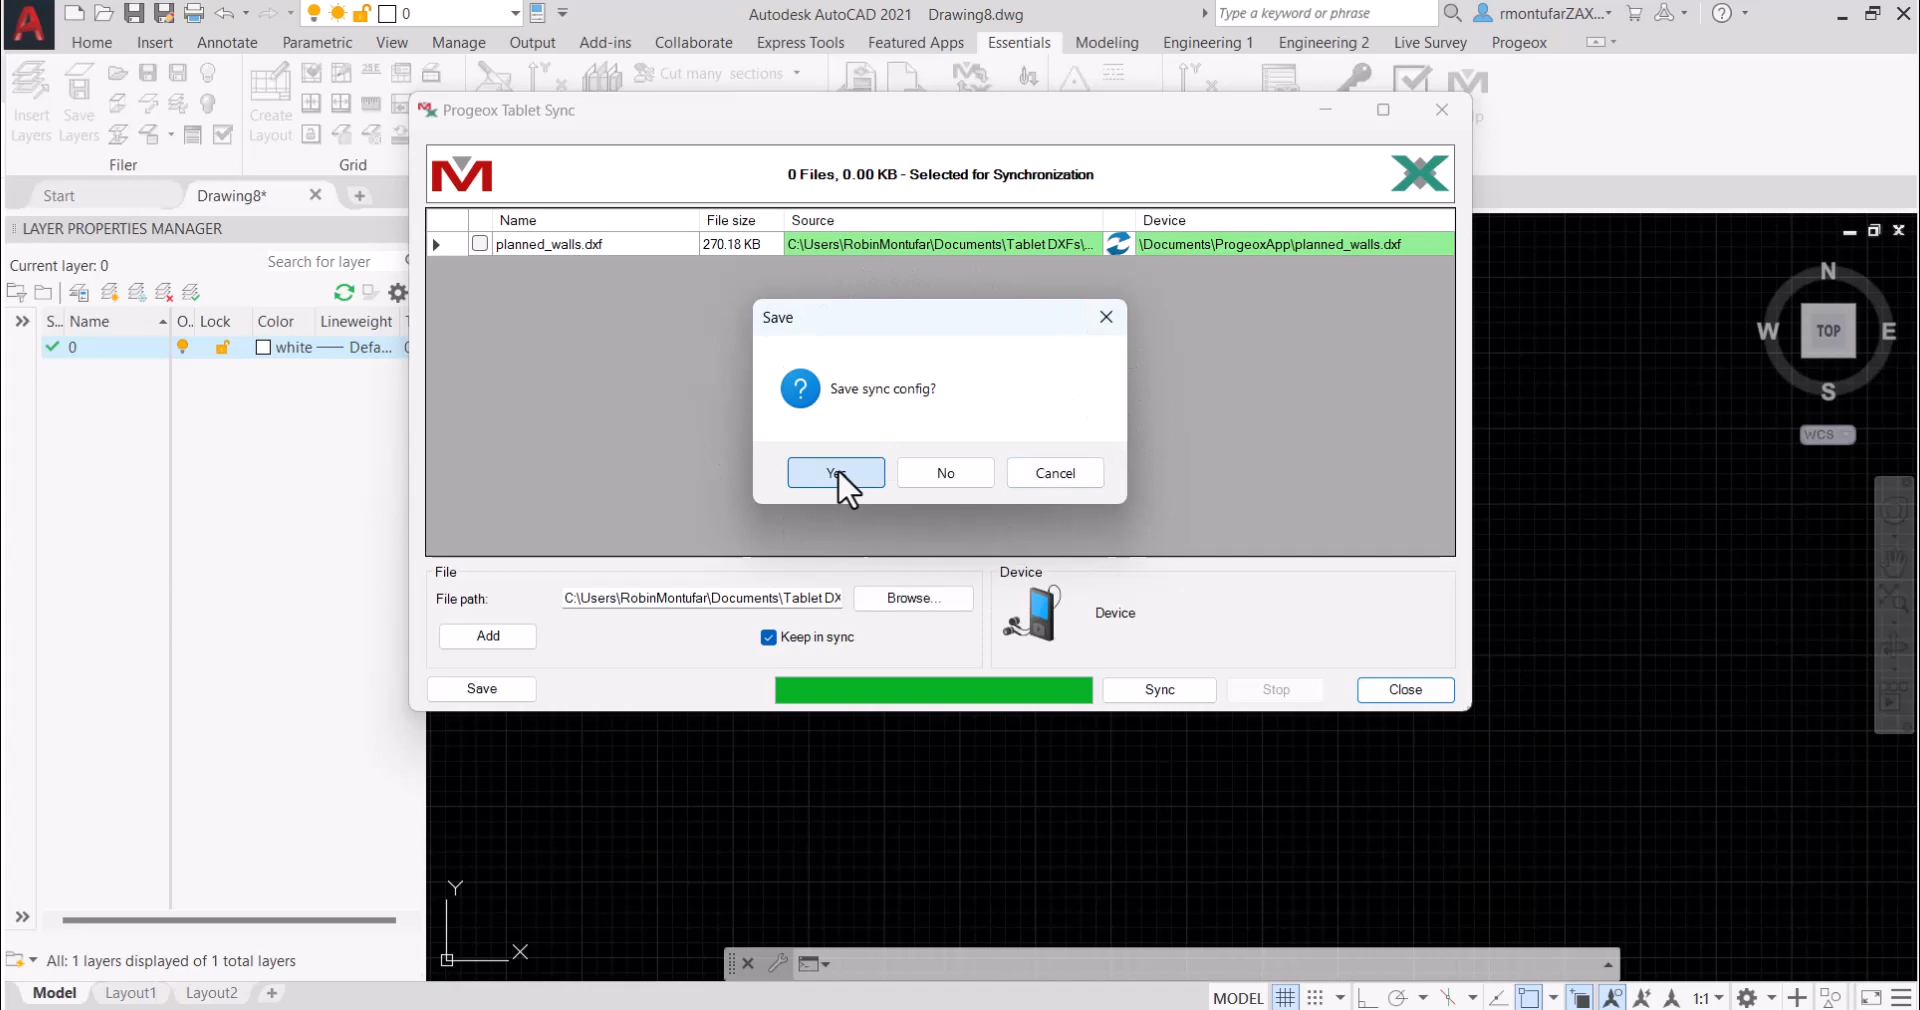 Autodesk AutoCAD 2021 Drawing8.dwg
0
Type a keyword or phrase
rmontufarZAX...
Home Insert Annotate Parametric View Manage Output Add-ins Collaborate Express Tools Featured Apps Essentials Modeling Engineering 1 Engineering 2 Live Survey Progeox
Cut many sections
Insert Layers
Save Layers
Create Layout
Filer
Grid
Start
Drawing8*
LAYER PROPERTIES MANAGER
Current layer: 0
Search for layer
S.. Name O.. Lock Color Lineweight
0 white Defa...
All: 1 layers displayed of 1 total layers
Model Layout1 Layout2
Progeox Tablet Sync
0 Files, 0.00 KB - Selected for Synchronization
Name File size Source Device
planned_walls.dxf 270.18 KB C:\Users\RobinMontufar\Documents\Tablet DXFs\... \Documents\ProgeoxApp\planned_walls.dxf
Save
Save sync config?
Yes No Cancel
File
File path: C:\Users\RobinMontufar\Documents\Tablet DX Browse...
Add
Keep in sync
Device
Device
Save
Sync Stop Close
N
W TOP E
S
WCS
Y
X
MODEL
1:1